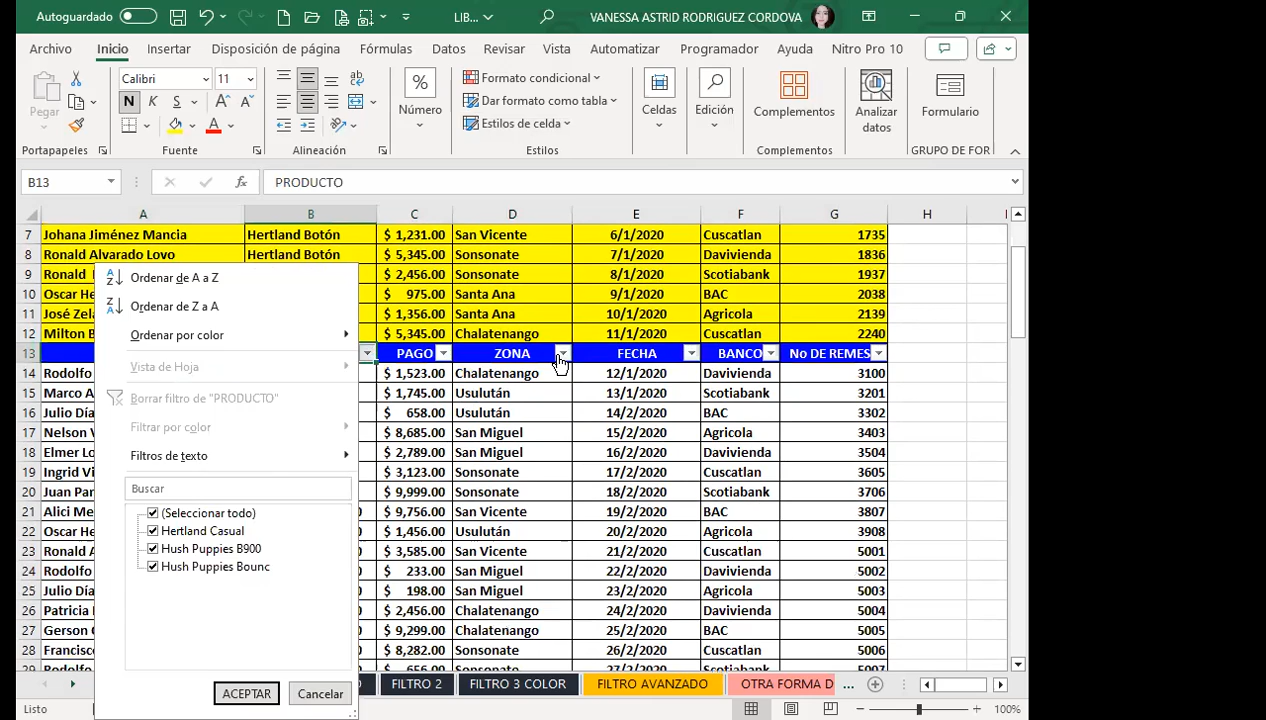 Autoguardado LIB... VANESSA ASTRID RODRIGUEZ CORDOVA
Archivo Inicio Insertar Disposición de página Fórmulas Datos Revisar Vista Automatizar Programador Ayuda Nitro Pro 10
Pegar Calibri 11 N K S Número Formato condicional Dar formato como tabla Estilos de celda Celdas Edición Complementos Analizar datos Formulario
Portapapeles Fuente Alineación Estilos Complementos GRUPO DE FOR
B13 fx PRODUCTO
A B C D E F G H I
7 Johana Jiménez Mancia Hertland Botón $ 1,231.00 San Vicente 6/1/2020 Cuscatlan 1735
8 Ronald Alvarado Lovo Hertland Botón $ 5,345.00 Sonsonate 7/1/2020 Davivienda 1836
9 Ronald $ 2,456.00 Sonsonate 8/1/2020 Scotiabank 1937
10 Oscar He $ 975.00 Santa Ana 9/1/2020 BAC 2038
11 José Zela $ 1,356.00 Santa Ana 10/1/2020 Agricola 2139
12 Milton B $ 5,345.00 Chalatenango 11/1/2020 Cuscatlan 2240
13 PAGO ZONA FECHA BANCO No DE REMES
14 Rodolfo $ 1,523.00 Chalatenango 12/1/2020 Davivienda 3100
15 Marco A $ 1,745.00 Usulután 13/1/2020 Scotiabank 3201
16 Julio Día $ 658.00 Usulután 14/2/2020 BAC 3302
17 Nelson V $ 8,685.00 San Miguel 15/2/2020 Agricola 3403
18 Elmer Lo $ 2,789.00 San Miguel 16/2/2020 Davivienda 3504
19 Ingrid Vi $ 3,123.00 Sonsonate 17/2/2020 Cuscatlan 3605
20 Juan Par $ 9,999.00 Sonsonate 18/2/2020 Scotiabank 3706
21 Alici Me $ 9,756.00 San Vicente 19/2/2020 BAC 3807
22 Oscar He $ 1,456.00 Usulután 20/2/2020 Agricola 3908
23 Ronald A $ 3,585.00 San Vicente 21/2/2020 Cuscatlan 5001
24 Rodolfo $ 233.00 San Miguel 22/2/2020 Davivienda 5002
25 Julio Día $ 198.00 San Miguel 23/2/2020 Agricola 5003
26 Patricia $ 2,456.00 Chalatenango 24/2/2020 Davivienda 5004
27 Gerson C $ 9,299.00 Chalatenango 25/2/2020 BAC 5005
28 Francisc $ 8,282.00 Sonsonate 26/2/2020 Cuscatlan 5006
29 Rodolfo $ 656.00 Sonsonate 27/2/2020 Scotiabank 5007
Ordenar de A a Z
Ordenar de Z a A
Ordenar por color
Vista de Hoja
Borrar filtro de "PRODUCTO"
Filtrar por color
Filtros de texto
Buscar
(Seleccionar todo)
Hertland Casual
Hush Puppies B900
Hush Puppies Bounc
ACEPTAR Cancelar
FILTRO 2 FILTRO 3 COLOR FILTRO AVANZADO OTRA FORMA D ...
Listo 100%